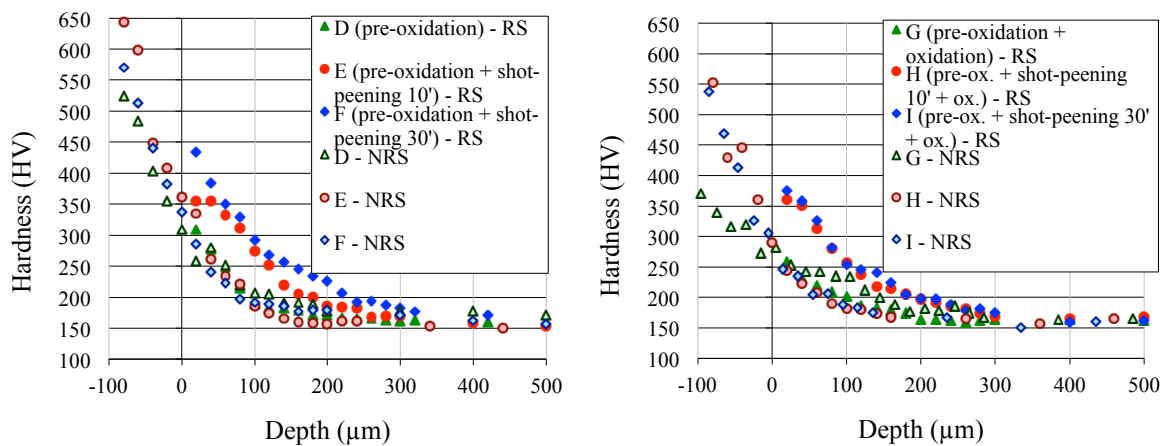 650
600
550
500
450
400
350
300
250
200
150
100
Hardness (HV)
-100 0 100 200 300 400 500
Depth (µm)
D (pre-oxidation) - RS
E (pre-oxidation + shot-
peening 10') - RS
F (pre-oxidation + shot-
peening 30') - RS
D - NRS
E - NRS
F - NRS
650
600
550
500
450
400
350
300
250
200
150
100
Hardness (HV)
-100 0 100 200 300 400 500
Depth (µm)
G (pre-oxidation +
oxidation) - RS
H (pre-ox. + shot-peening
10' + ox.) - RS
I (pre-ox. + shot-peening 30'
+ ox.) - RS
G - NRS
H - NRS
I - NRS